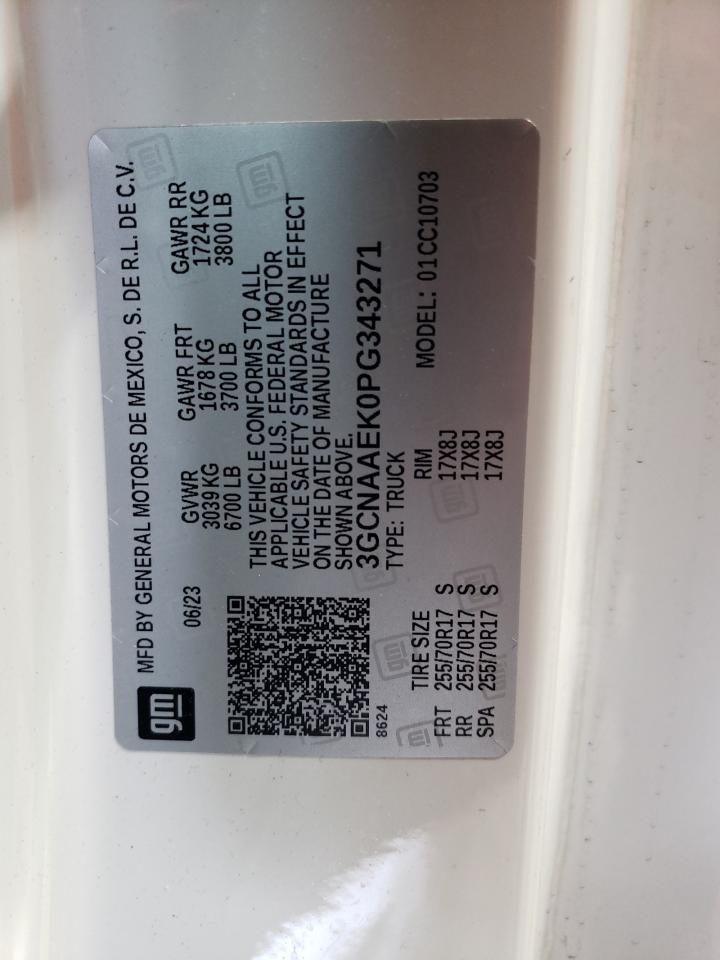 gm
MFD BY GENERAL MOTORS DE MEXICO, S. DE R.L. DE C.V.
06/23
GVWR GAWR FRT GAWR RR
3039 KG 1678 KG 1724 KG
6700 LB 3700 LB 3800 LB
THIS VEHICLE CONFORMS TO ALL
APPLICABLE U.S. FEDERAL MOTOR
VEHICLE SAFETY STANDARDS IN EFFECT
ON THE DATE OF MANUFACTURE
SHOWN ABOVE.
3GCNAAEK0PG343271
8624
TYPE: TRUCK
MODEL: 01CC10703
TIRE SIZE RIM
FRT 255/70R17 S 17X8J
RR 255/70R17 S 17X8J
SPA 255/70R17 S 17X8J